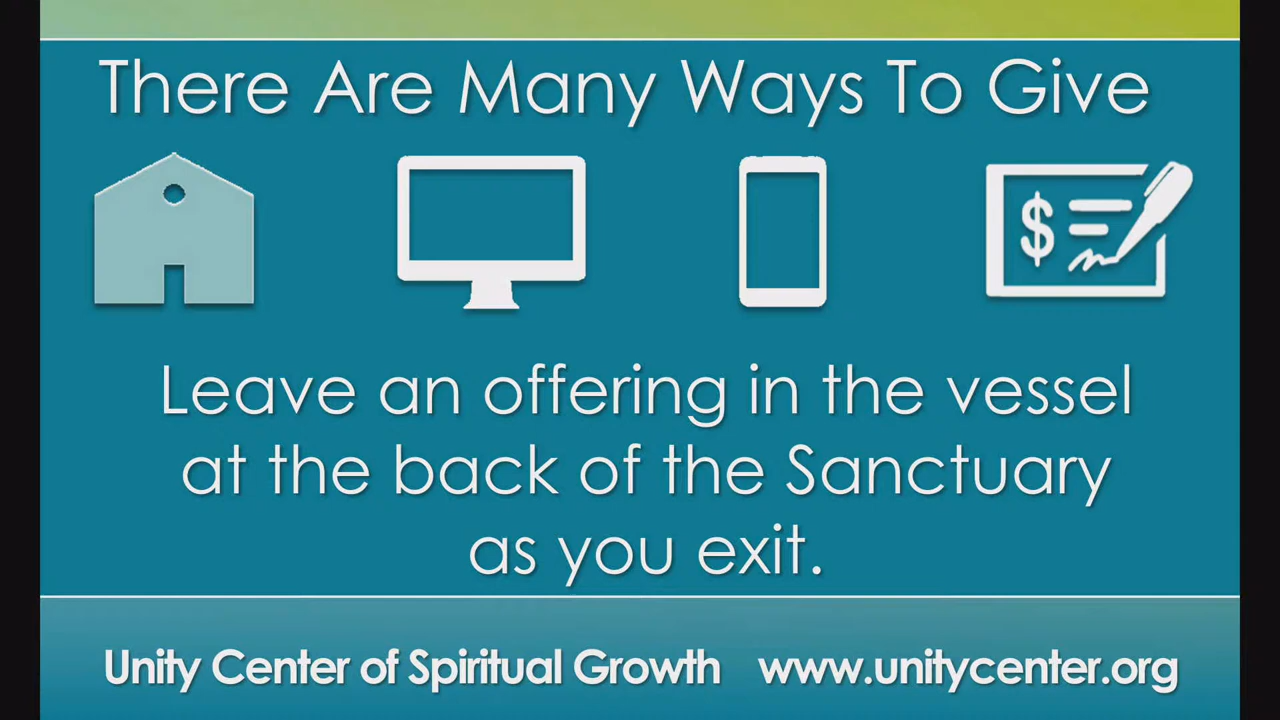 There Are Many Ways To Give
$
Leave an offering in the vessel
at the back of the Sanctuary
as you exit.
Unity Center of Spiritual Growth www.unitycenter.org